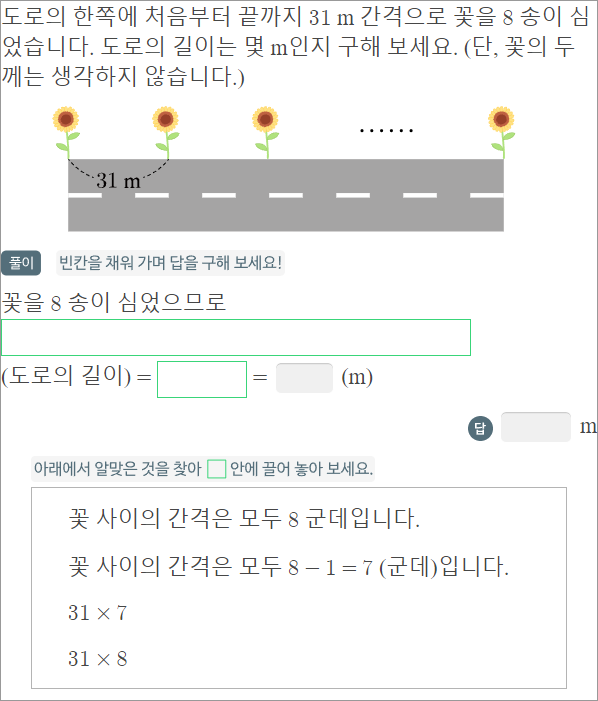 도로의 한쪽에 처음부터 끝까지 31 m 간격으로 꽃을 8 송이 심
었습니다. 도로의 길이는 몇 m인지 구해 보세요. (단, 꽃의 두
께는 생각하지 않습니다.)
······
31 m
풀이 빈칸을 채워 가며 답을 구해 보세요!
꽃을 8 송이 심었으므로
(도로의 길이) = = (m)
답 m
아래에서 알맞은 것을 찾아 안에 끌어 놓아 보세요.
꽃 사이의 간격은 모두 8 군데입니다.
꽃 사이의 간격은 모두 8 − 1 = 7 (군데)입니다.
31 × 7
31 × 8